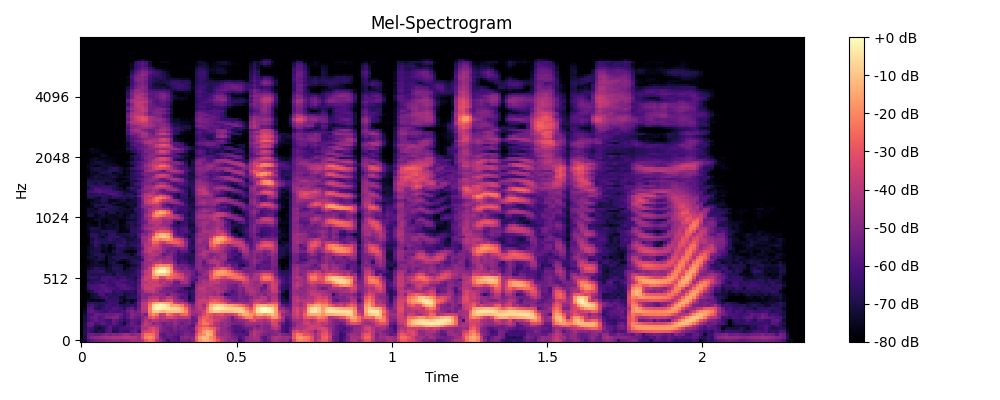 Mel-Spectrogram
+0 dB
4096
-10 dB
-20 dB
2048
-30 dB
Hz
1024
-40 dB
-50 dB
512
-60 dB
-70 dB
0
-80 dB
0 0.5 1 1.5 2
Time